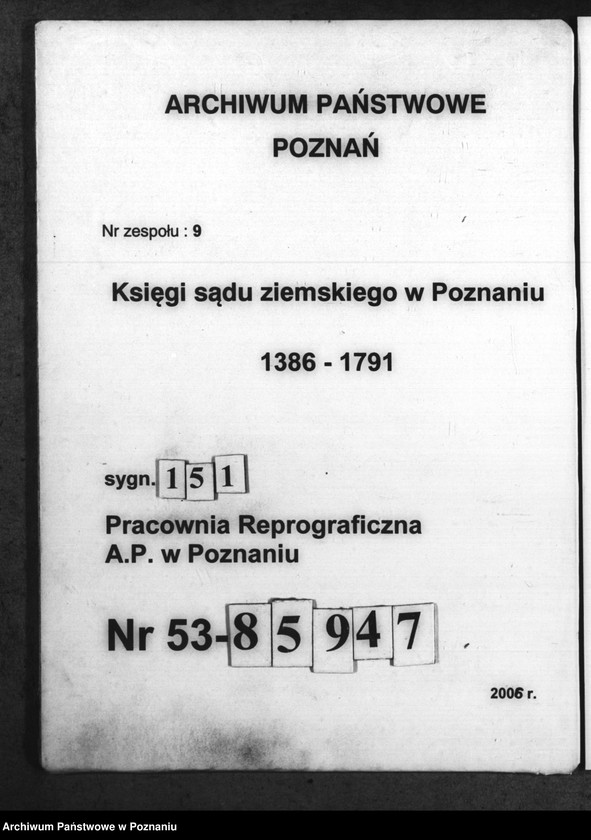 ARCHIWUM PAŃSTWOWE
POZNAŃ
Nr zespołu : 9
Księgi sądu ziemskiego w Poznaniu
1386 - 1791
sygn. 151
Pracownia Reprograficzna
A.P. w Poznaniu
Nr 53-85947
2006 r.
Archiwum Państwowe w Poznaniu